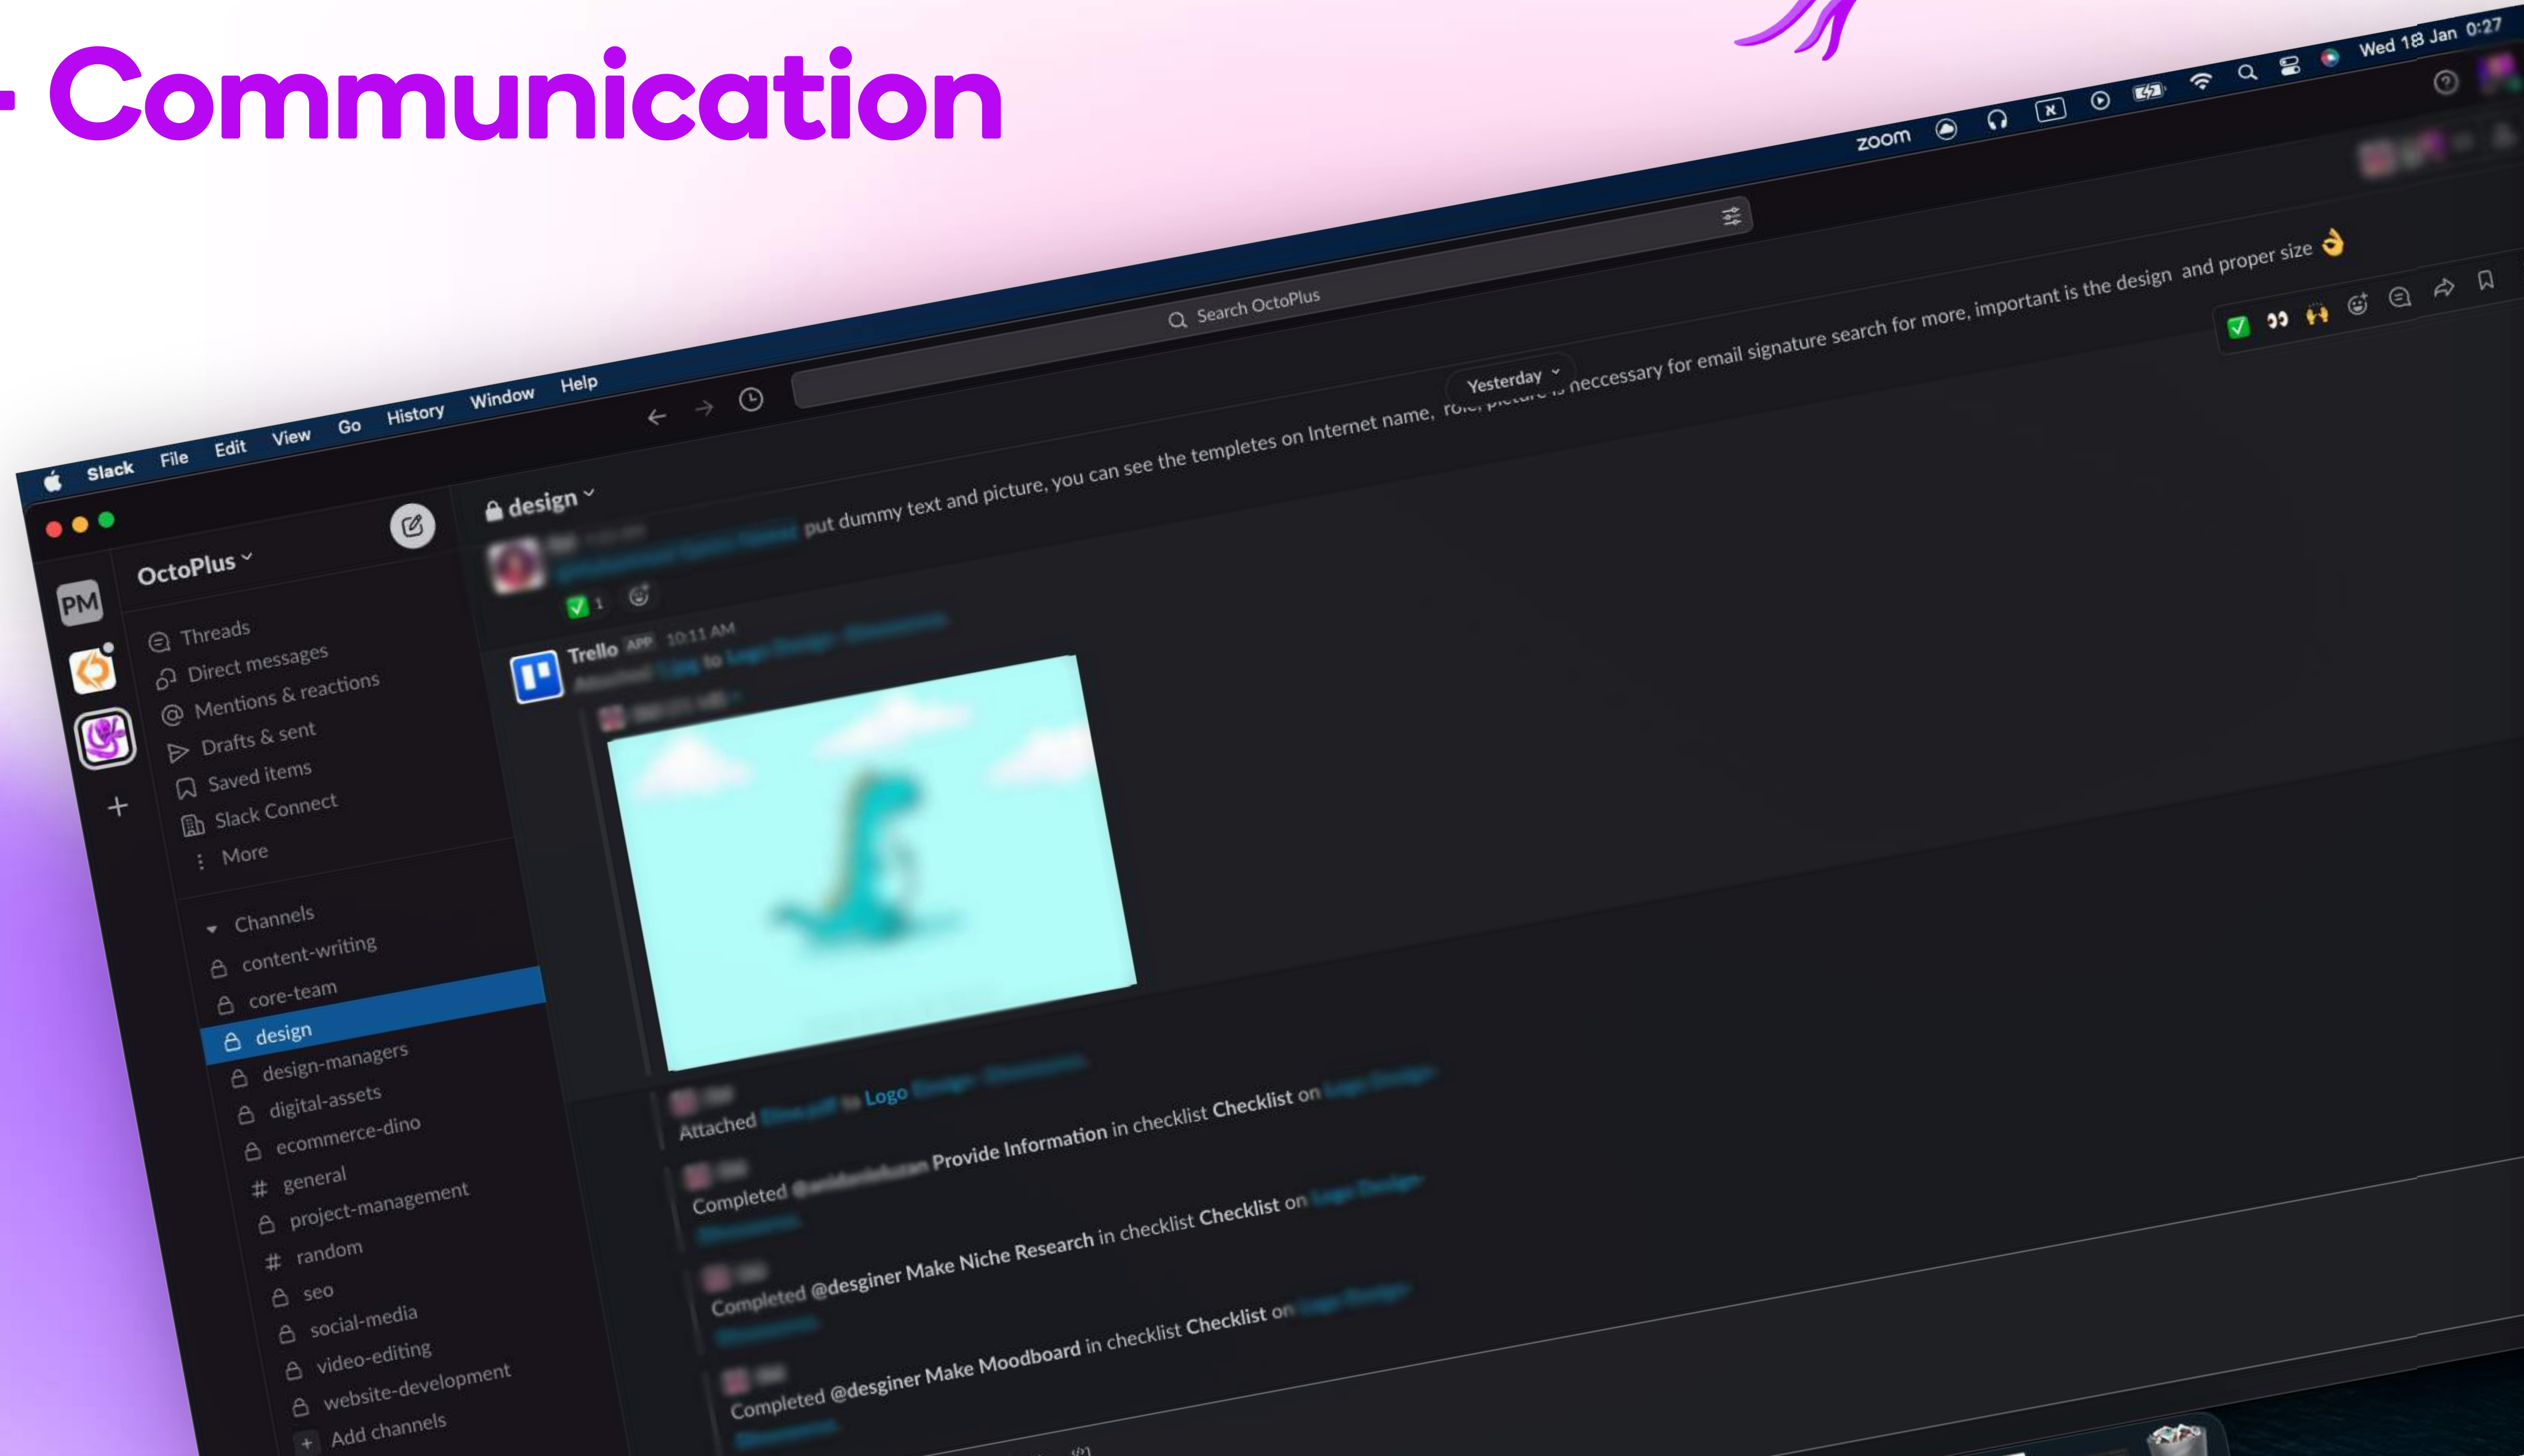 - Communication
Slack File Edit View Go History Window Help
zoom Wed 18 Jan 0:27
Search OctoPlus
PM
OctoPlus
Threads
Direct messages
Mentions & reactions
Drafts & sent
Saved items
Slack Connect
More
Channels
content-writing
core-team
design
design-managers
digital-assets
ecommerce-dino
# general
project-management
# random
seo
social-media
video-editing
website-development
+ Add channels
design
Yesterday
put dummy text and picture, you can see the templetes on Internet name, role, picture is neccessary for email signature search for more, important is the design and proper size 👌
1
Trello APP 10:11 AM
to
Attached to Logo
Completed Provide Information in checklist Checklist on
Completed @desginer Make Niche Research in checklist Checklist on
Completed @desginer Make Moodboard in checklist Checklist on